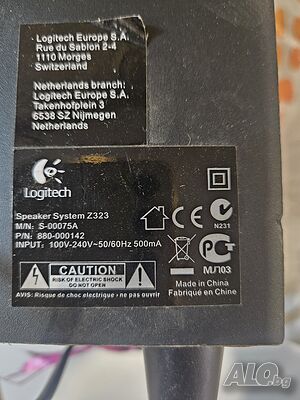 Logitech Europe S.A.
Rue du Sablon 2-4
1110 Morges
Switzerland
Netherlands branch:
Logitech Europe S.A.
Takenhofplein 3
6538 SZ Nijmegen
Netherlands
Logitech
Speaker System Z323
M/N: S-00075A
P/N: 880-000142
INPUT: 100V-240V~50/60Hz 500mA
N231
МЛ03
CAUTION
RISK OF ELECTRIC SHOCK
DO NOT OPEN
AVIS: Risque de choc electrique - ne pas ouvrir
Made in China
Fabriqué en Chine
ALO.bg